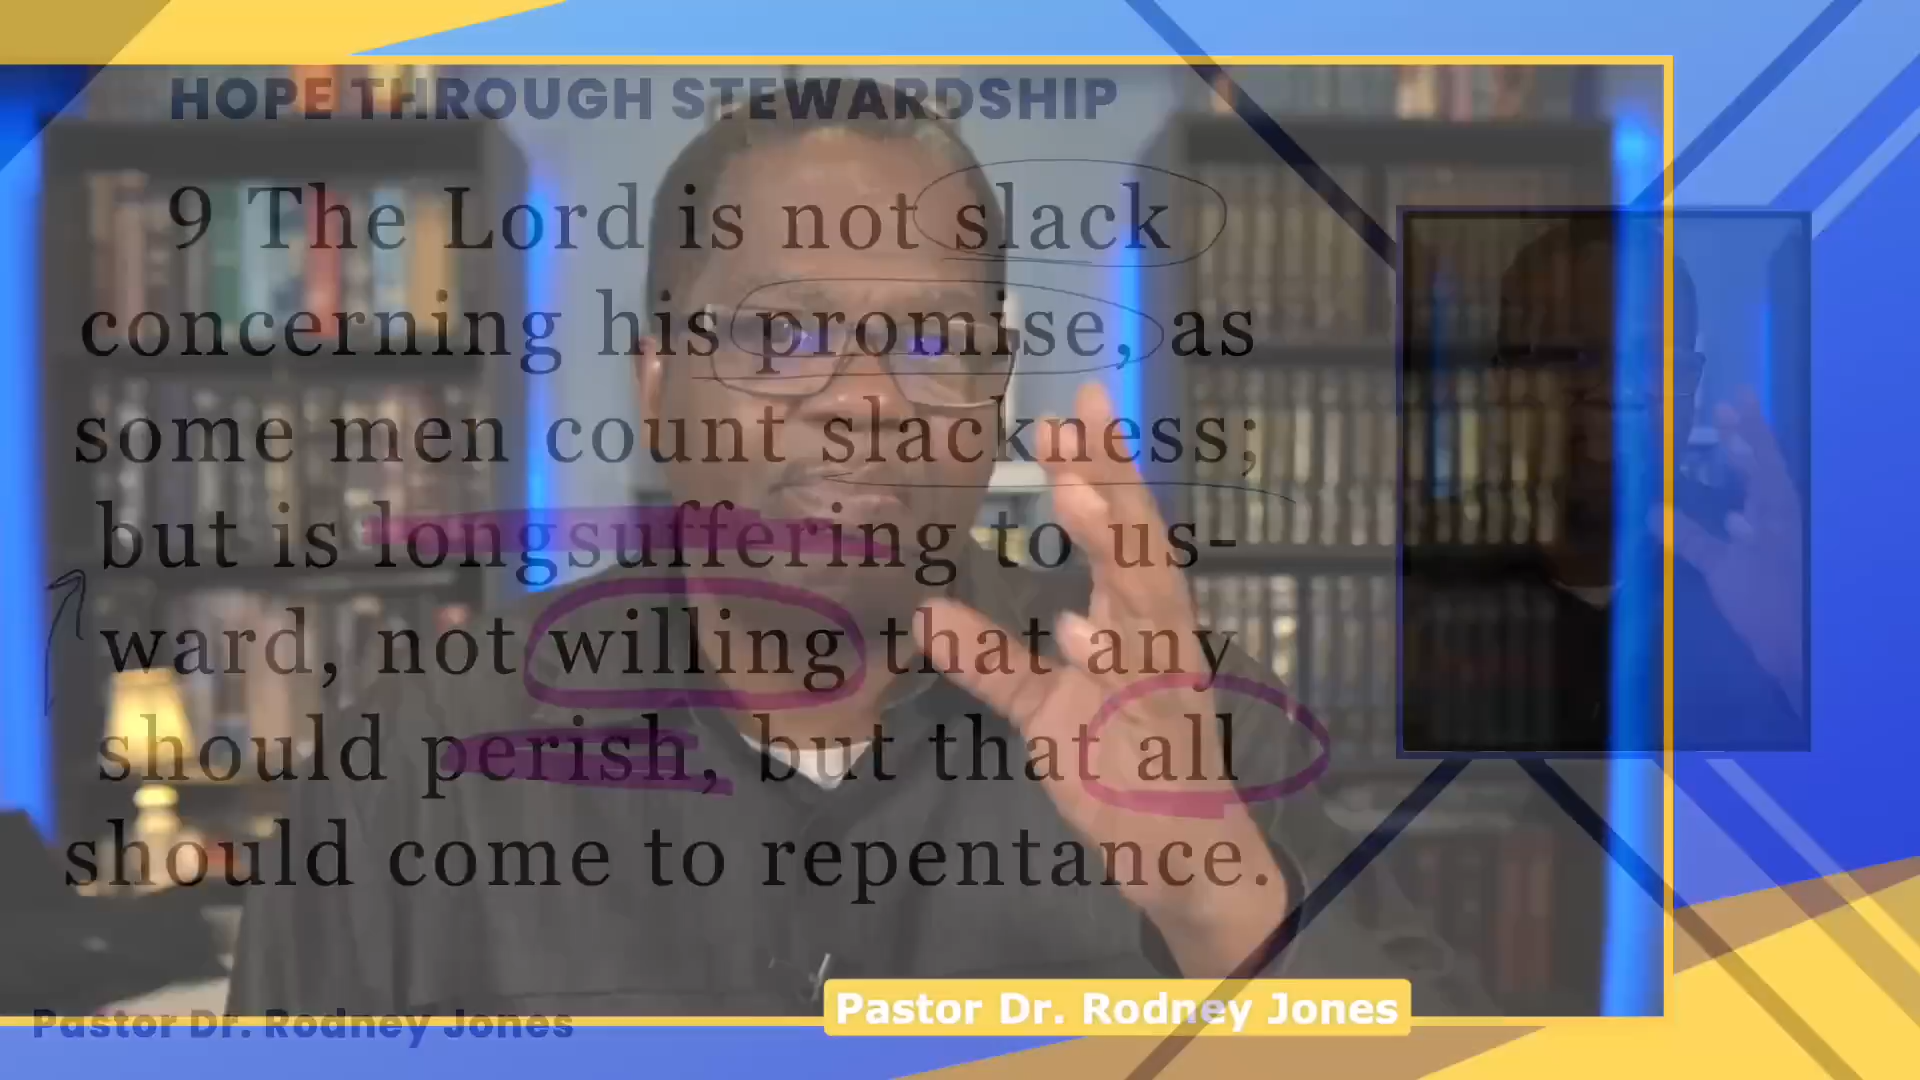 HOPE THROUGH STEWARDSHIP
9 The Lord is not slack
concerning his promise, as
some men count slackness;
but is longsuffering to us-
ward, not willing that any
should perish, but that all
should come to repentance.
Pastor Dr. Rodney Jones
Pastor Dr. Rodney Jones